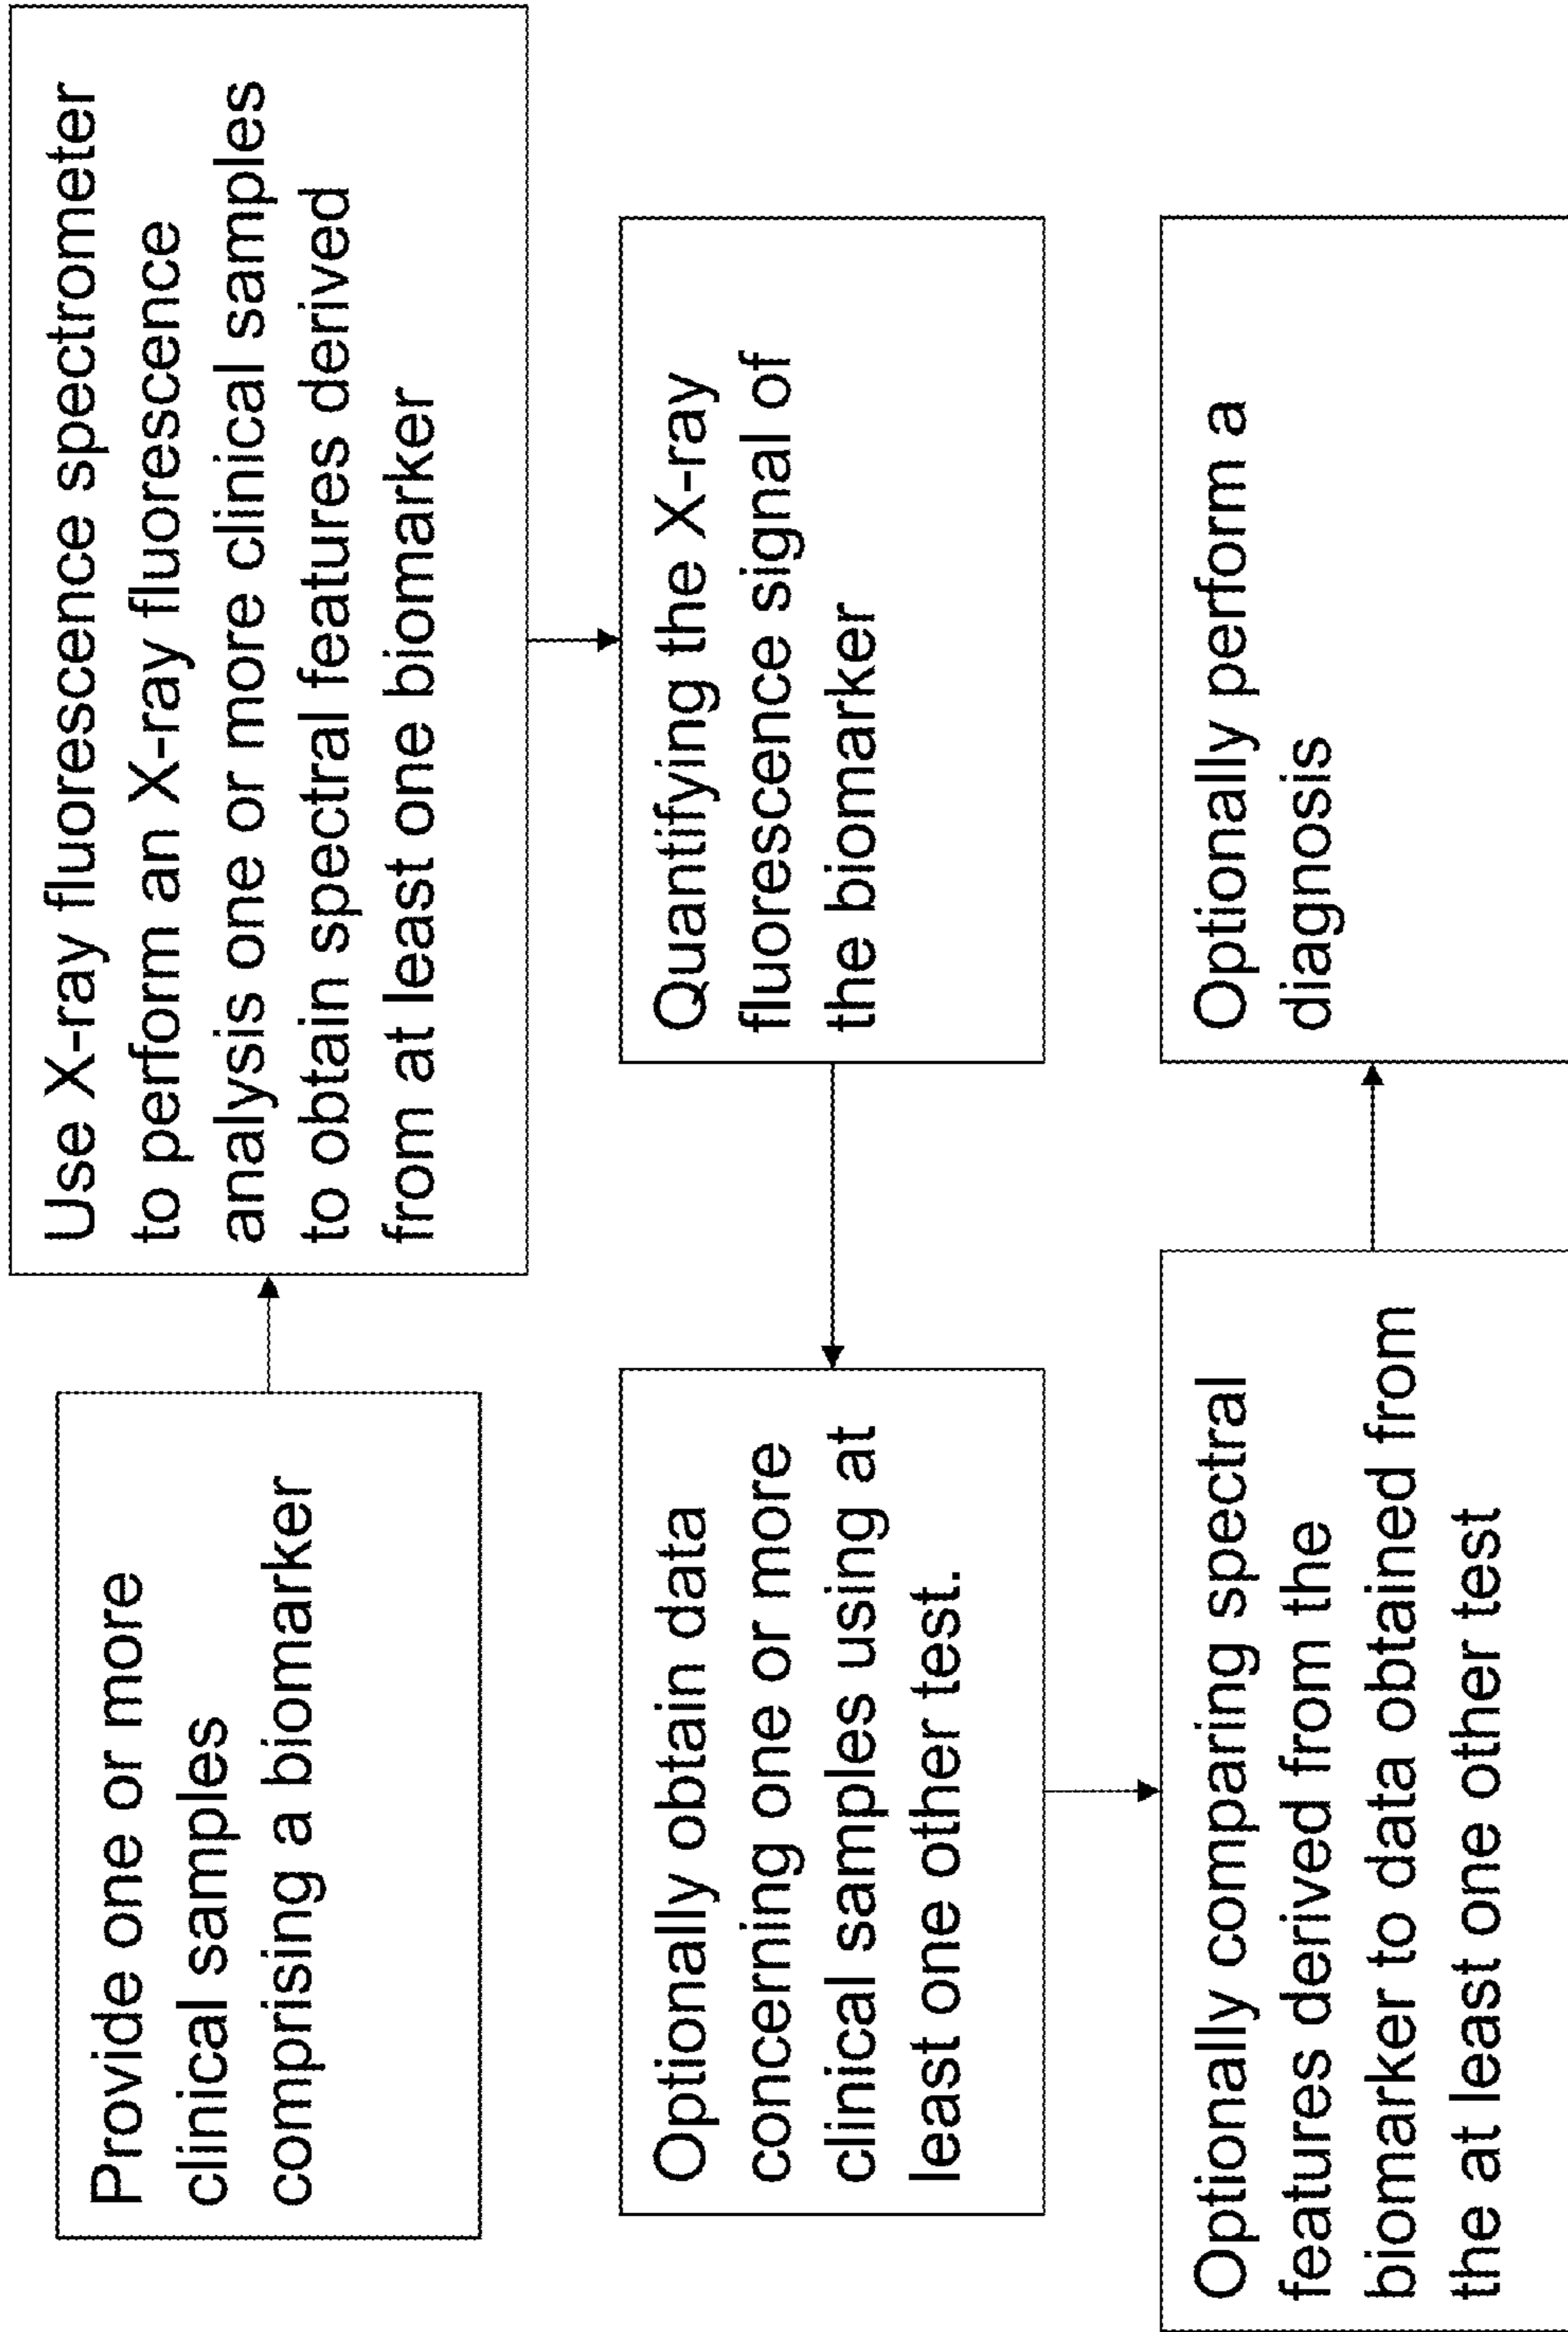 Provide one or more
clinical samples
comprising a biomarker
Use X-ray fluorescence spectrometer
to perform an X-ray fluorescence
analysis one or more clinical samples
to obtain spectral features derived
from at least one biomarker
Quantifying the X-ray
fluorescence signal of
the biomarker
Optionally obtain data
concerning one or more
clinical samples using at
least one other test.
Optionally comparing spectral
features derived from the
biomarker to data obtained from
the at least one other test
Optionally perform a
diagnosis